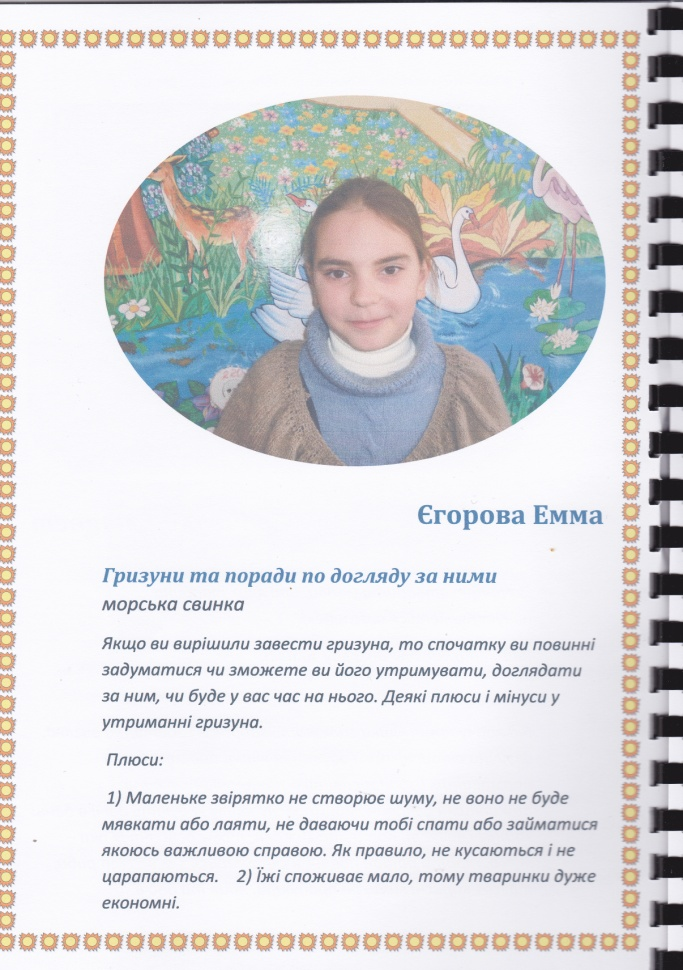 Єгорова Емма
Гризуни та поради по догляду за ними
морська свинка
Якщо ви вирішили завести гризуна, то спочатку ви повинні
задуматися чи зможете ви його утримувати, доглядати
за ним, чи буде у вас час на нього. Деякі плюси і мінуси у
утриманні гризуна.
Плюси:
1) Маленьке звірятко не створює шуму, не воно не буде
мявкати або лаяти, не даваючи тобі спати або займатися
якоюсь важливою справою. Як правило, не кусаються і не
царапаються. 2) Їжі споживає мало, тому тваринки дуже
економні.